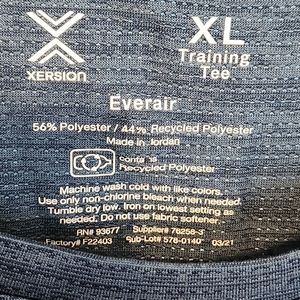 XERSION
XL
Training
Tee
Everair
56% Polyester / 44% Recycled Polyester
Made in Jordan
contains
Recycled Polyester
Machine wash cold with like colors.
Use only non-chlorine bleach when needed.
Tumble dry low. Iron on lowest setting as
needed. Do not use fabric softener.
RN# 93677 Supplier# 76258-3
Factory# F22403 Sub-Lote 578-0140 03/21